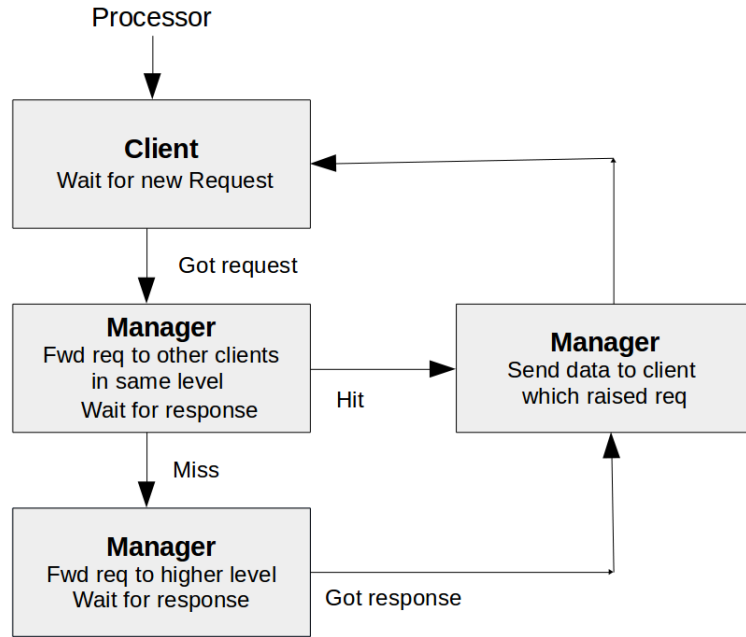 Processor
Client
Wait for new Request
Got request
Manager
Fwd req to other clients
in same level
Wait for response
Hit
Manager
Send data to client
which raised req
Miss
Manager
Fwd req to higher level
Wait for response
Got response